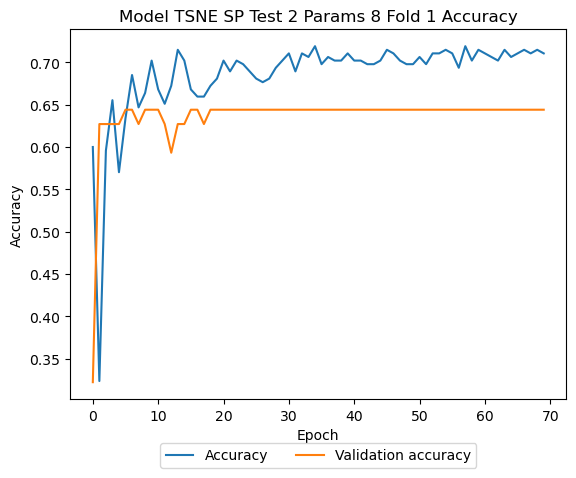 Model TSNE SP Test 2 Params 8 Fold 1 Accuracy
0.70
0.65
0.60
0.55
0.50
0.45
0.40
0.35
Accuracy
0 10 20 30 40 50 60 70
Epoch
Accuracy Validation accuracy